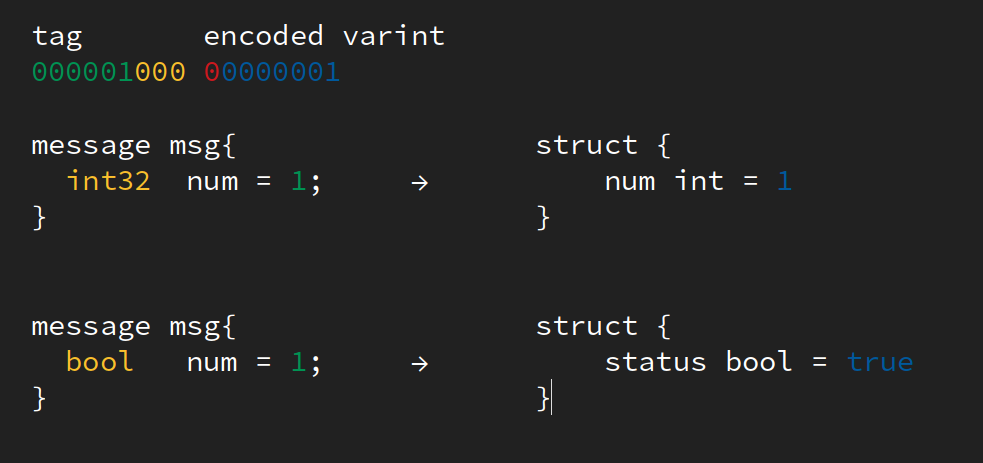 tag encoded varint
000001000 00000001
message msg{ struct {
int32 num = 1; → num int = 1
} }
message msg{ struct {
bool num = 1; → status bool = true
} }